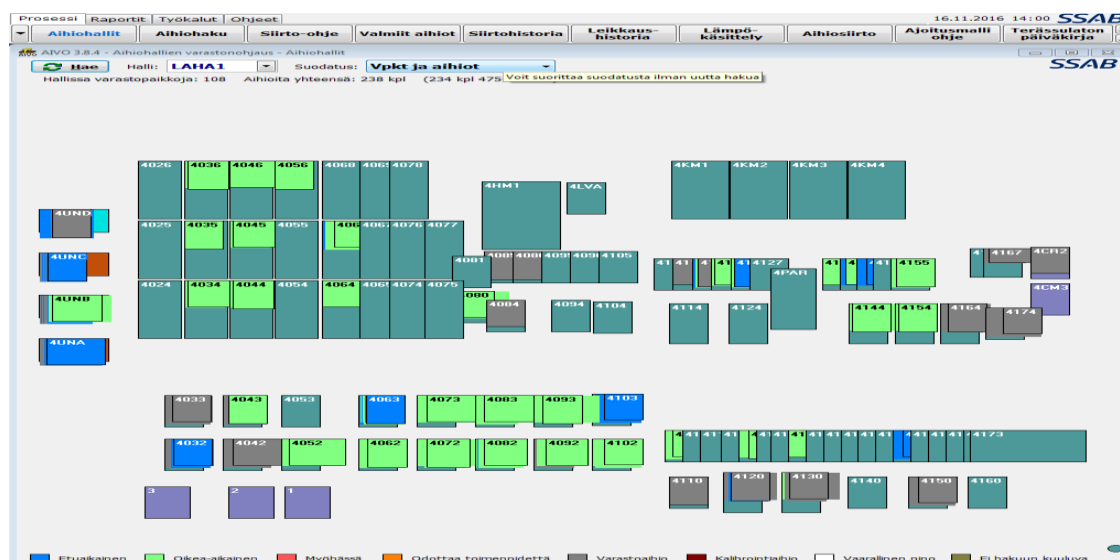 Prosessi Raportit Työkalut Ohjeet 16.11.2016 14:00 SSAB
Aihiohallit Aihiohaku Siirto-ohje Valmiit aihiot Siirtohistoria Leikkaus-historia Lämpö-käsittely Aihiosiirto Ajoitusmalli ohje Terässulaton päiväkirja
AIVO 3.8.4 - Aihiohallien varastonohjaus - Aihiohallit
Hae Halli: LAHA1 Suodatus: Vpkt ja aihiot SSAB
Hallissa varastopaikkoja: 108 Aihioita yhteensä: 238 kpl (234 kpl 475 Voit suorittaa suodatusta ilman uutta hakua
4026 4036 4046 4056 4068 4078 4KM1 4KM2 4KM3 4KM4
4HM1 4LVA
4UND
4025 4035 4045 4055 4076 4077
4UNC 4001 4105 4127 4155 4167 4CR2
4PAR
4024 4034 4044 4054 4064 4074 4075 4CM3
4UNB 4084 4094 4104 4114 4124 4144 4154 4164 4174
4UNA
4033 4043 4053 4063 4073 4083 4093 4103
4032 4042 4052 4062 4072 4082 4092 4102 4173
4110 4120 4130 4140 4150 4160
3 2 1
Etuaikainen Oikea-aikainen Myöhässä Odottaa toimenpidettä Varastoaihio Kalibrointiaihio Vaarallinen pino Ei hakuun kuuluva